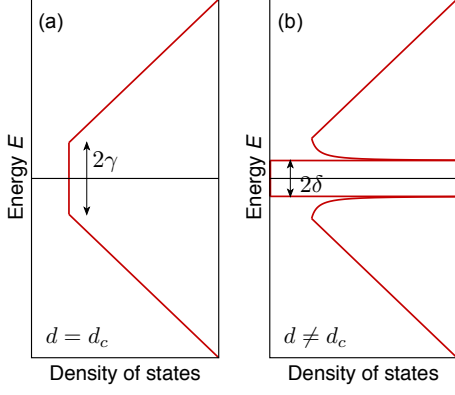 (a)
Energy E
2γ
d = d_c
Density of states
(b)
Energy E
2δ
d ≠ d_c
Density of states